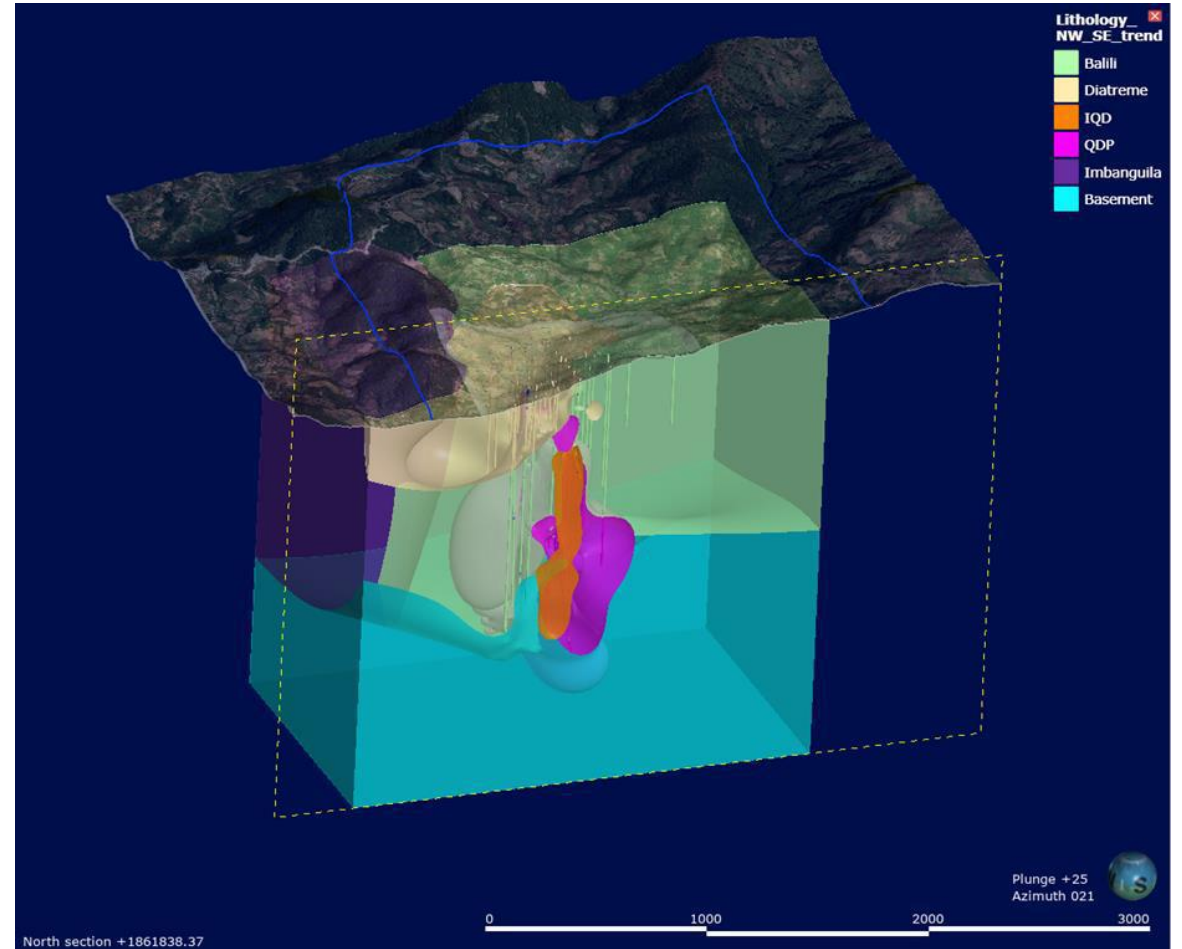 Lithology_
NW_SE_trend
Balili
Diatreme
IQD
QDP
Imbanguila
Basement
Plunge +25
Azimuth 021
S
0
1000
2000
3000
North section +1861838.37